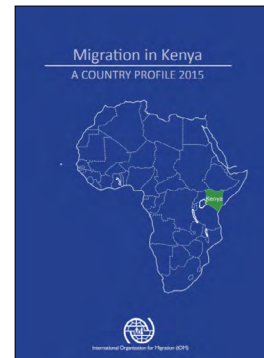 Migration in Kenya
A COUNTRY PROFILE 2015
Kenya
International Organization for Migration (IOM)